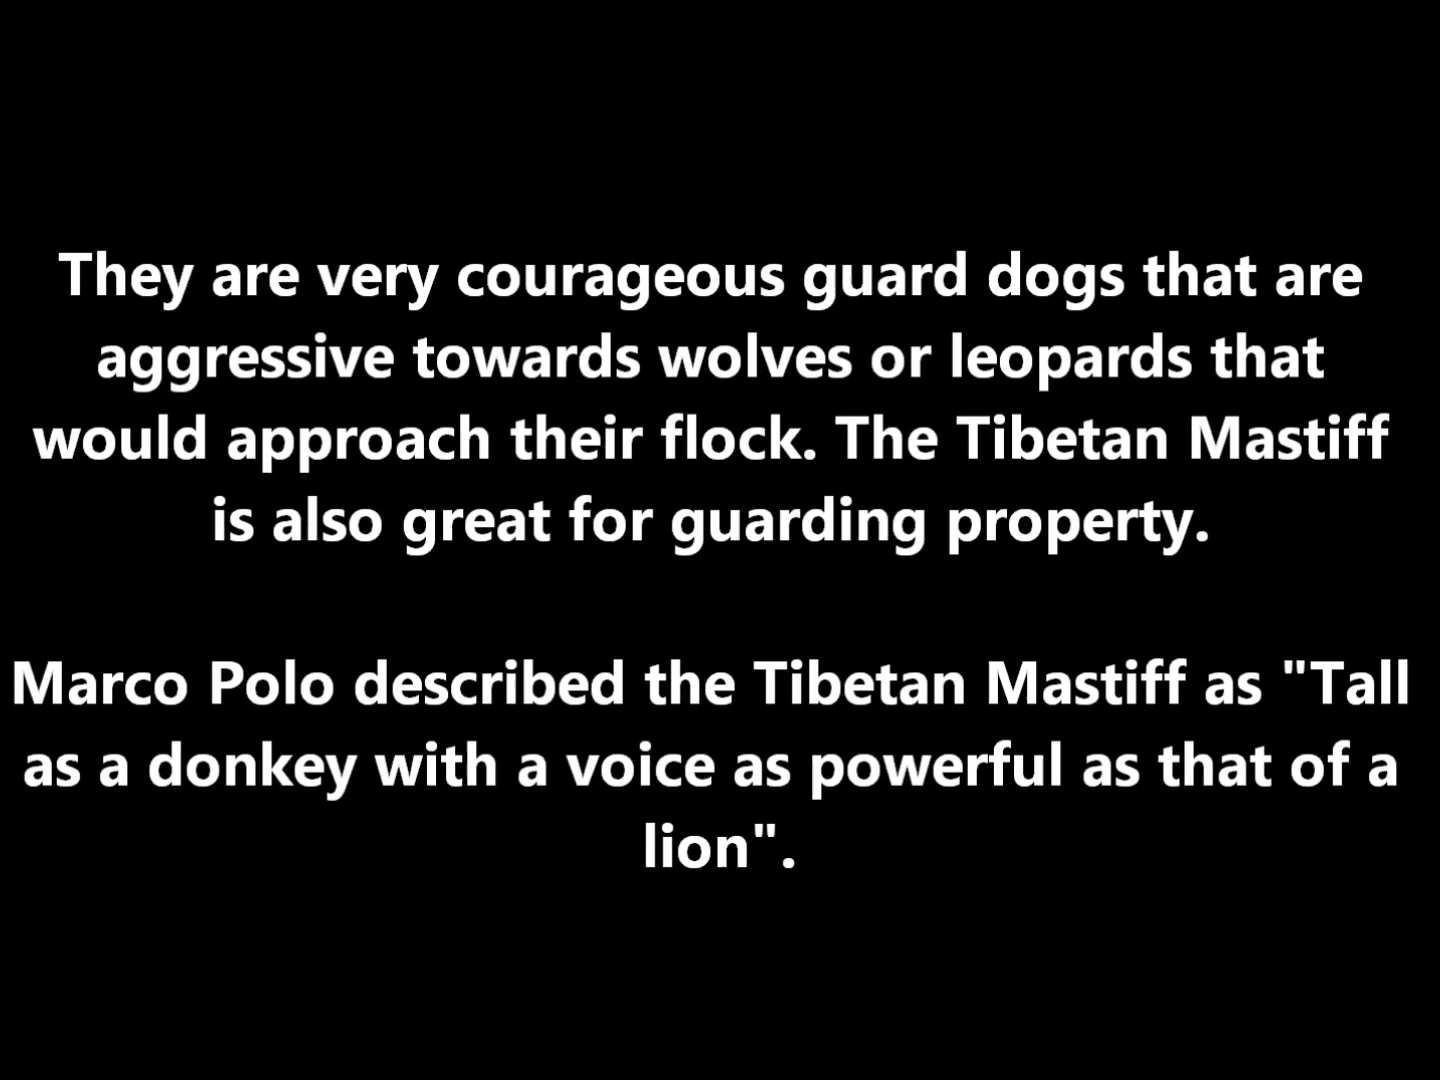 They are very courageous guard dogs that are
aggressive towards wolves or leopards that
would approach their flock. The Tibetan Mastiff
is also great for guarding property.
Marco Polo described the Tibetan Mastiff as "Tall
as a donkey with a voice as powerful as that of a
lion".